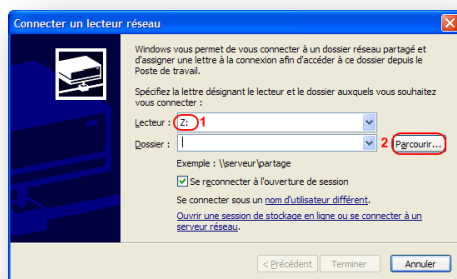 Connecter un lecteur réseau
Windows vous permet de vous connecter à un dossier réseau partagé et
d'assigner une lettre à la connexion afin d'accéder à ce dossier depuis le
Poste de travail.
Spécifiez la lettre désignant le lecteur et le dossier auxquels vous souhaitez
vous connecter :
Lecteur : Z: 1
Dossier : 2 Parcourir...
Exemple : \\serveur\partage
Se reconnecter à l'ouverture de session
Se connecter sous un nom d'utilisateur différent.
Ouvrir une session de stockage en ligne ou se connecter à un
serveur réseau.
< Précédent Terminer Annuler